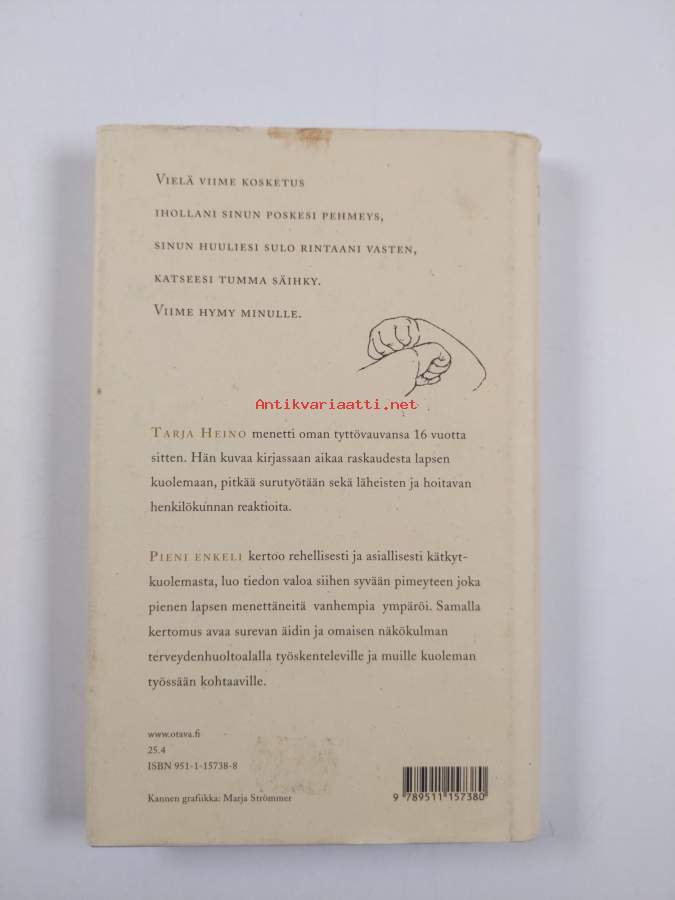 Vielä viime kosketus
ihollani sinun poskesi pehmeys,
sinun huuliesi sulo rintaani vasten,
katseesi tumma säihky.
Viime hymy minulle.
Antikvariaatti.net
Tarja Heino menetti oman tyttövauvansa 16 vuotta
sitten. Hän kuvaa kirjassaan aikaa raskaudesta lapsen
kuolemaan, pitkää surutyötään sekä läheisten ja hoitavan
henkilökunnan reaktioita.
Pieni enkeli kertoo rehellisesti ja asiallisesti kätkyt-
kuolemasta, luo tiedon valoa siihen syvään pimeyteen joka
pienen lapsen menettäneitä vanhempia ympäröi. Samalla
kertomus avaa surevan äidin ja omaisen näkökulman
terveydenhuoltoalalla työskenteleville ja muille kuoleman
työssään kohtaaville.
www.otava.fi
25.4
ISBN 951-1-15738-8
Kannen grafiikka: Marja Strömmer
9 789511 157380